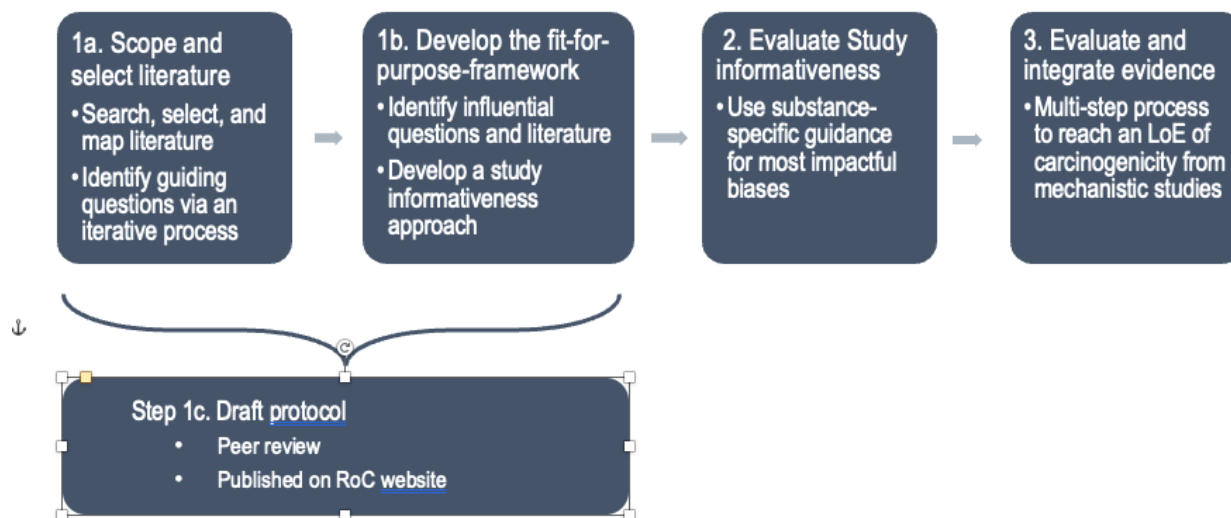 1a. Scope and
select literature
•Search, select, and
map literature
•Identify guiding
questions via an
iterative process
1b. Develop the fit-for-
purpose-framework
•Identify influential
questions and literature
•Develop a study
informativeness
approach
2. Evaluate Study
informativeness
•Use substance-
specific guidance
for most impactful
biases
3. Evaluate and
integrate evidence
•Multi-step process
to reach an LoE of
carcinogenicity from
mechanistic studies
Step 1c. Draft protocol
• Peer review
• Published on RoC website